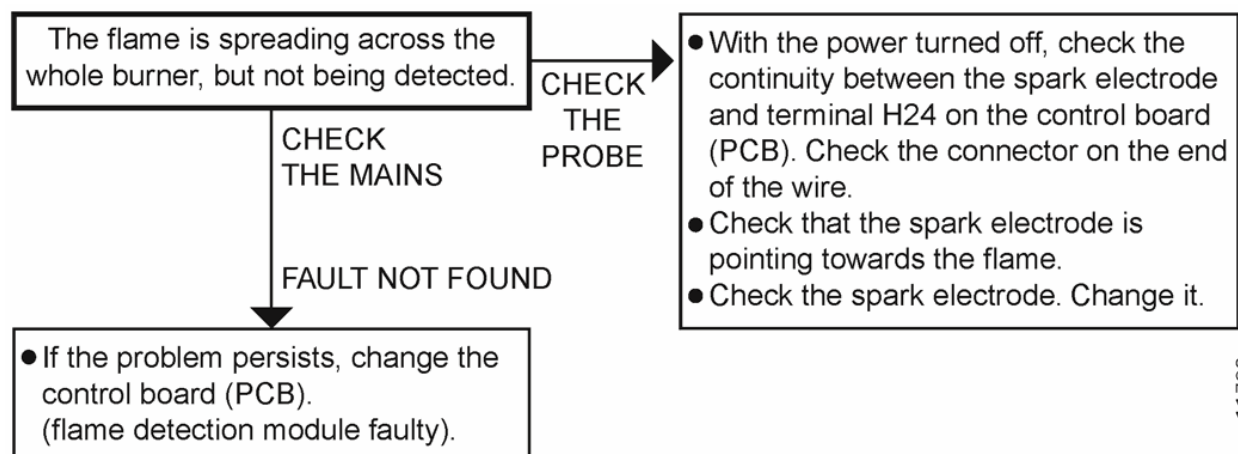 The flame is spreading across the
whole burner, but not being detected.
CHECK
THE
PROBE
● With the power turned off, check the
continuity between the spark electrode
and terminal H24 on the control board
(PCB). Check the connector on the end
of the wire.
● Check that the spark electrode is
pointing towards the flame.
● Check the spark electrode. Change it.
CHECK
THE MAINS
FAULT NOT FOUND
● If the problem persists, change the
control board (PCB).
(flame detection module faulty).